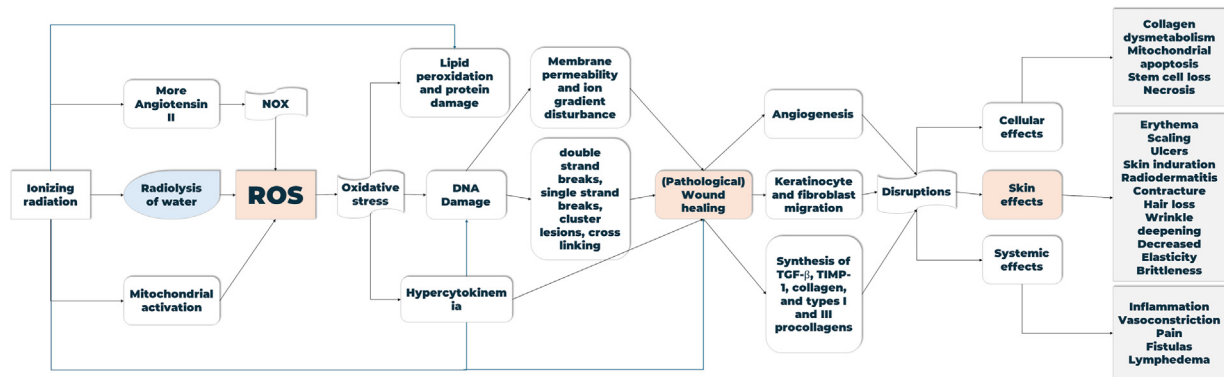 Ionizing
radiation
More
Angiotensin
II
NOX
Radiolysis
of water
Mitochondrial
activation
ROS
Oxidative
stress
Lipid
peroxidation
and protein
damage
DNA
Damage
Hypercytokinem
ia
Membrane
permeability
and ion
gradient
disturbance
double
strand
breaks,
single strand
breaks,
cluster
lesions, cross
linking
(Pathological)
Wound
healing
Angiogenesis
Keratinocyte
and fibroblast
migration
Synthesis of
TGF-β, TIMP-
1, collagen,
and types I
and III
procollagens
Disruptions
Cellular
effects
Skin
effects
Systemic
effects
Collagen
dysmetabolism
Mitochondrial
apoptosis
Stem cell loss
Necrosis
Erythema
Scaling
Ulcers
Skin induration
Radiodermatitis
Contracture
Hair loss
Wrinkle
deepening
Decreased
Elasticity
Brittleness
Inflammation
Vasoconstriction
Pain
Fistulas
Lymphedema